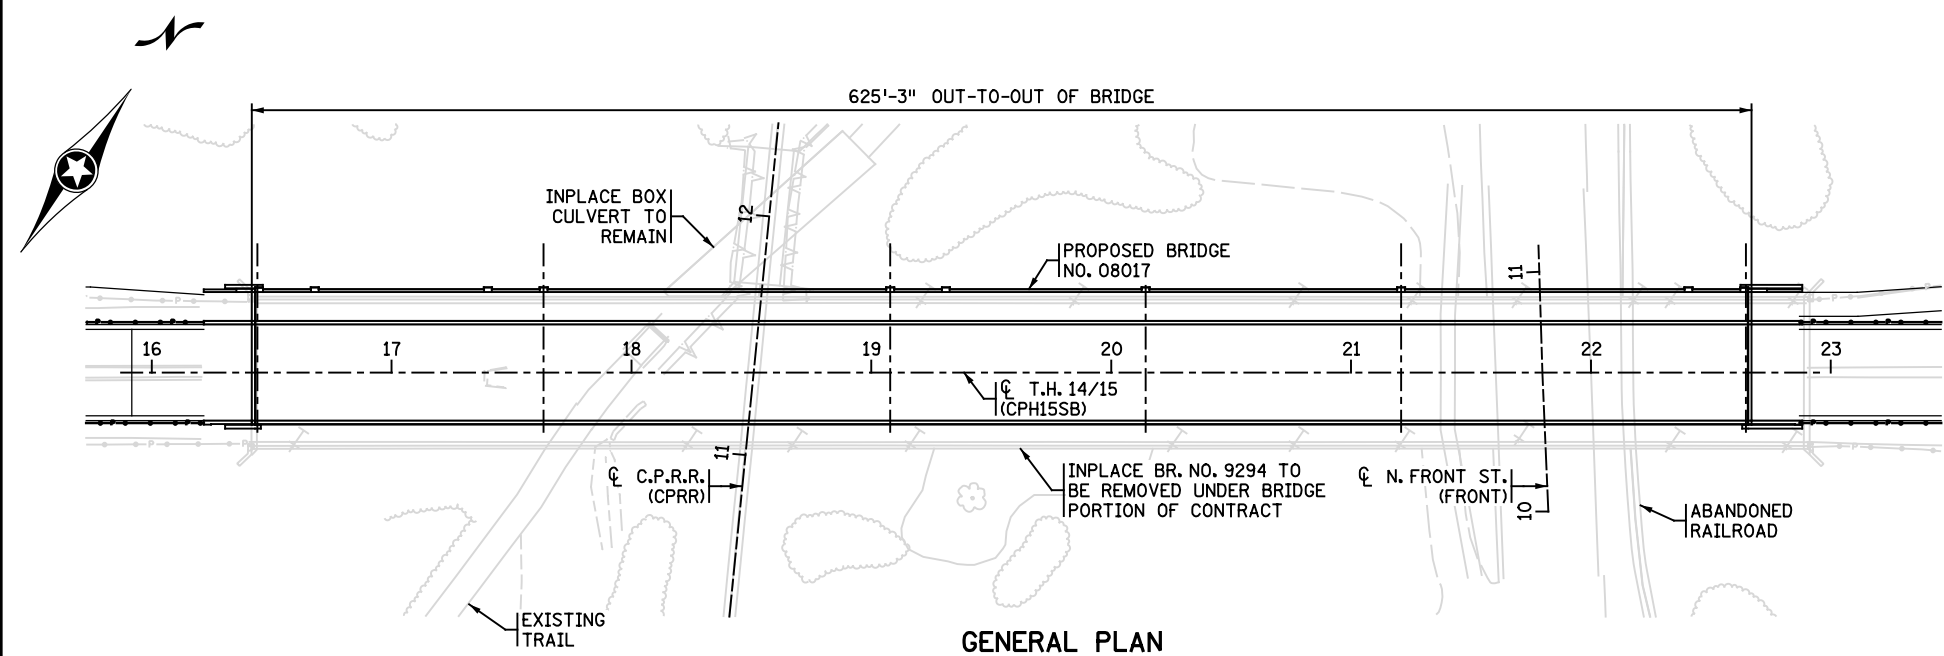 N
625'-3" OUT-TO-OUT OF BRIDGE
INPLACE BOX
CULVERT TO
REMAIN
12
PROPOSED BRIDGE
NO. 08017
11
16 17 18 19 20 21 22 23
℄ T.H. 14/15
(CPH15SB)
11
℄ C.P.R.R.
(CPRR)
INPLACE BR. NO. 9294 TO
BE REMOVED UNDER BRIDGE
PORTION OF CONTRACT
℄ N. FRONT ST.
(FRONT)
10
ABANDONED
RAILROAD
EXISTING
TRAIL
P P P P P P P P P P P P
GENERAL PLAN